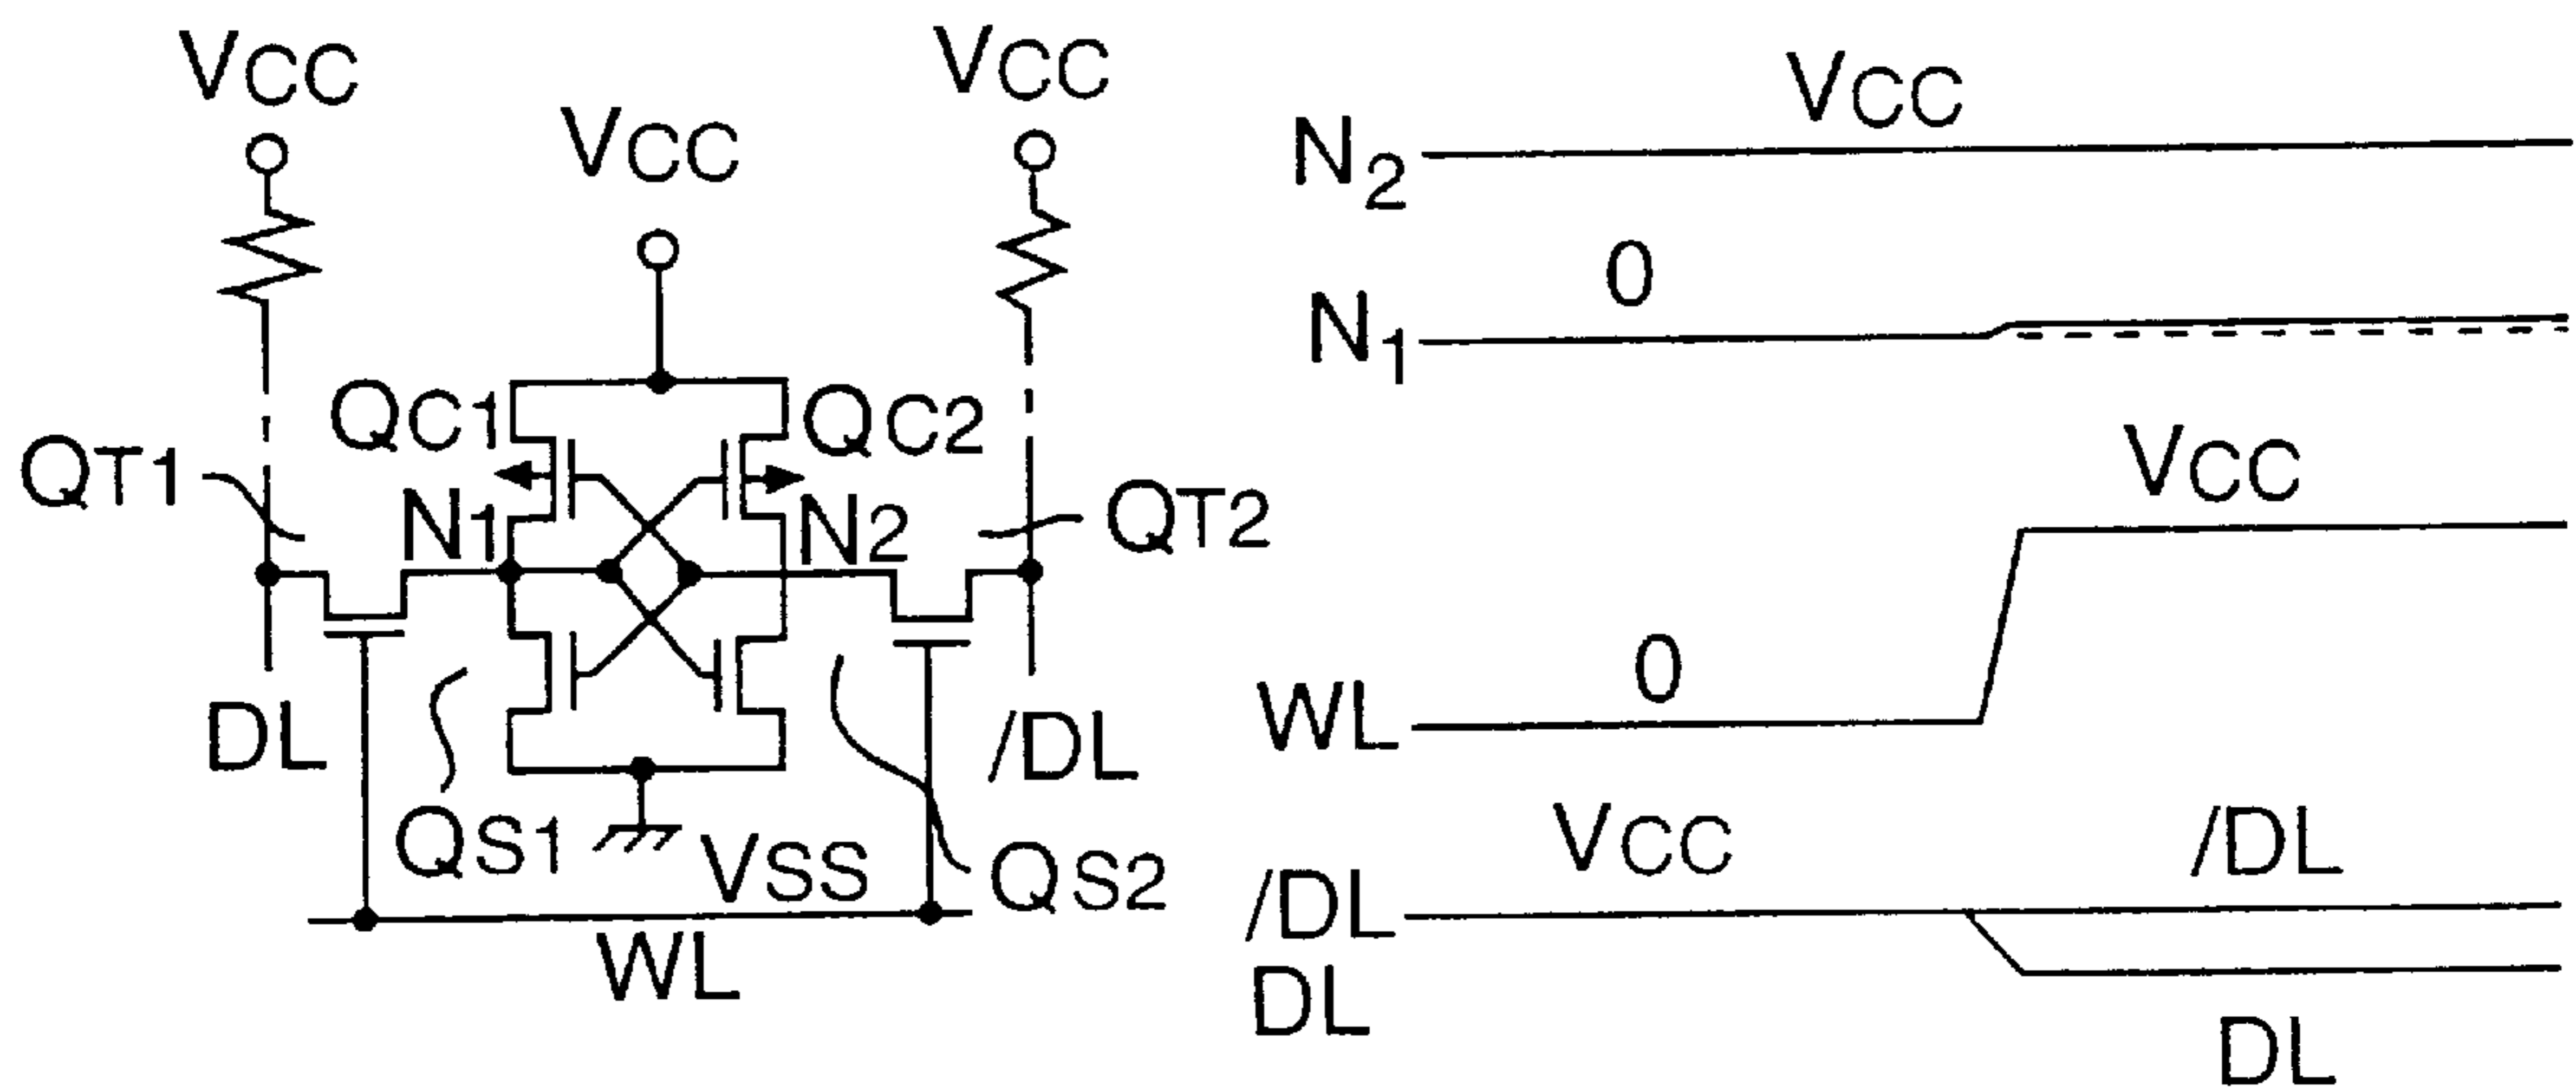 VCC
VCC
VCC
QC1
QC2
QT1
N1
N2
QT2
DL
/DL
QS1
VSS
QS2
WL
VCC
N2
0
N1
VCC
0
WL
VCC
/DL
/DL
DL
DL